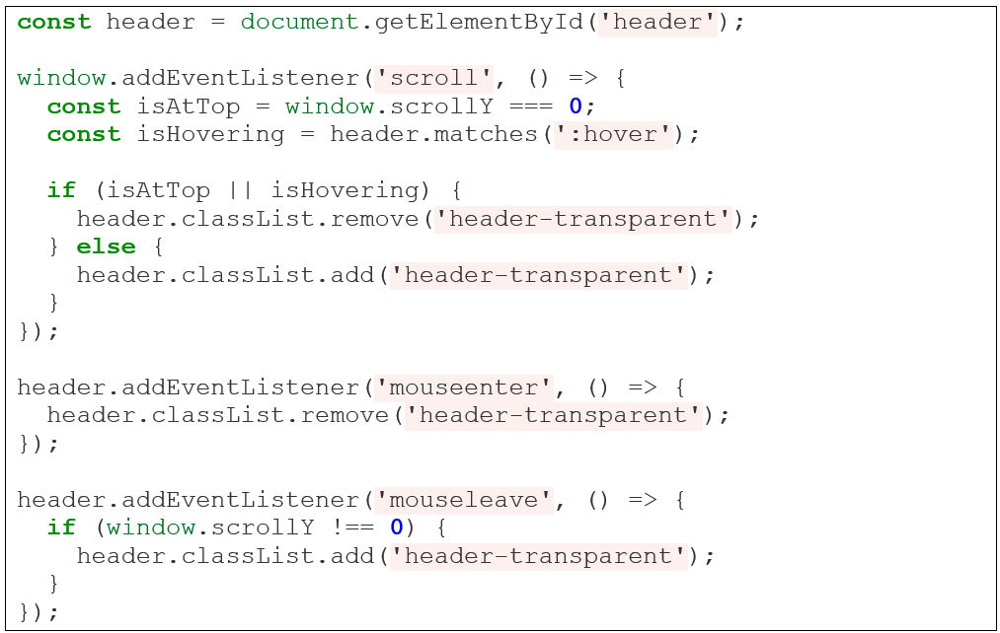 const header = document.getElementById('header');

window.addEventListener('scroll', () => {
  const isAtTop = window.scrollY === 0;
  const isHovering = header.matches(':hover');

  if (isAtTop || isHovering) {
    header.classList.remove('header-transparent');
  } else {
    header.classList.add('header-transparent');
  }
});

header.addEventListener('mouseenter', () => {
  header.classList.remove('header-transparent');
});

header.addEventListener('mouseleave', () => {
  if (window.scrollY !== 0) {
    header.classList.add('header-transparent');
  }
});